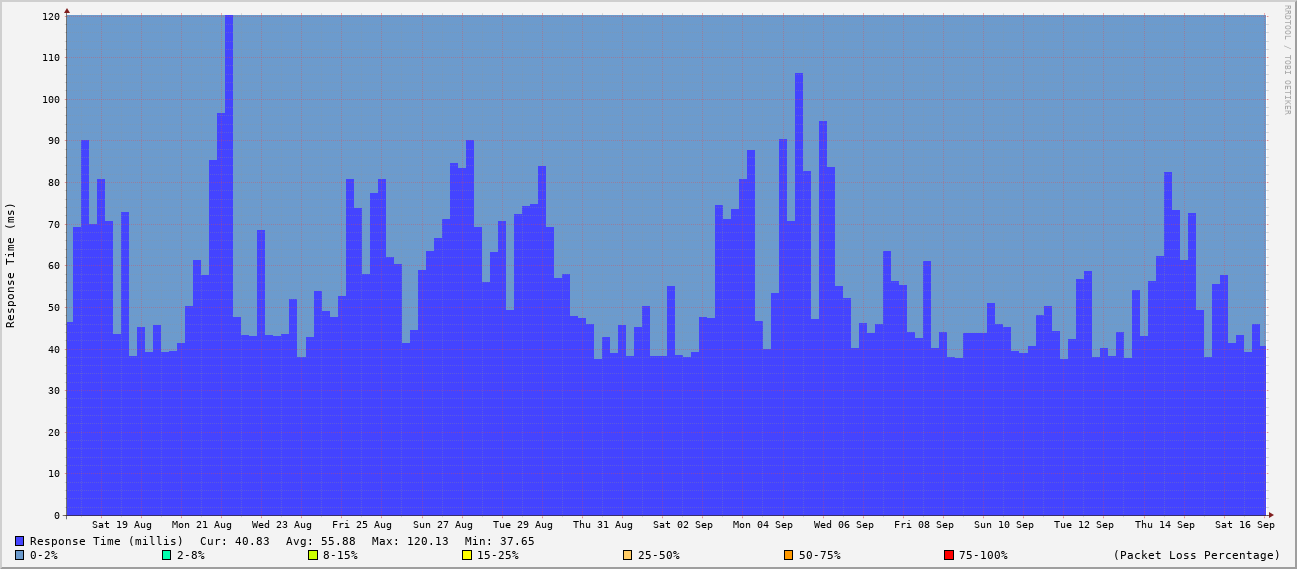 RRDTOOL / TOBI OETIKER
Response Time (ms)
120
110
100
90
80
70
60
50
40
30
20
10
0
Sat 19 Aug Mon 21 Aug Wed 23 Aug Fri 25 Aug Sun 27 Aug Tue 29 Aug Thu 31 Aug Sat 02 Sep Mon 04 Sep Wed 06 Sep Fri 08 Sep Sun 10 Sep Tue 12 Sep Thu 14 Sep Sat 16 Sep
Response Time (millis) Cur: 40.83 Avg: 55.88 Max: 120.13 Min: 37.65
0-2% 2-8% 8-15% 15-25% 25-50% 50-75% 75-100% (Packet Loss Percentage)